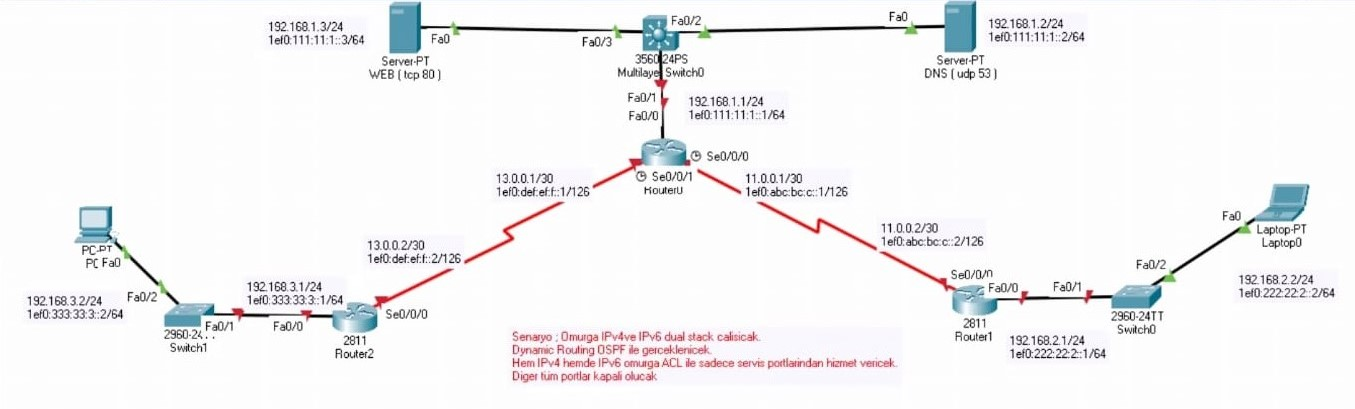 192.168.1.3/24
1ef0:111:11:1::3/64
Fa0
Server-PT
WEB ( tcp 80 )
Fa0/3
Fa0/2
3560-24PS
Multilayer Switch0
Fa0
192.168.1.2/24
1ef0:111:11:1::2/64
Server-PT
DNS ( udp 53 )
Fa0/1
Fa0/0
192.168.1.1/24
1ef0:111:11:1::1/64
Se0/0/0
Se0/0/1
Router0
13.0.0.1/30
1ef0:def:ef:f::1/126
11.0.0.1/30
1ef0:abc:bc:c::1/126
13.0.0.2/30
1ef0:def:ef:f::2/126
11.0.0.2/30
1ef0:abc:bc:c::2/126
PC-PT
PC Fa0
Fa0/2
192.168.3.2/24
1ef0:333:33:3::2/64
192.168.3.1/24
1ef0:333:33:3::1/64
Fa0/1
Fa0/0
2960-24
Switch1
2811
Router2
Se0/0/0
Se0/0/0
Fa0/0
Fa0/1
2811
Router1
192.168.2.1/24
1ef0:222:22:2::1/64
Fa0/2
2960-24TT
Switch0
Fa0
Laptop-PT
Laptop0
192.168.2.2/24
1ef0:222:22:2::2/64
Senaryo ; Omurga IPv4ve IPv6 dual stack calisicak.
Dynamic Routing OSPF ile gerceklenicek.
Hem IPv4 hemde IPv6 omurga ACL ile sadece servis portlarindan hizmet vericek.
Diger tüm portlar kapali olucak